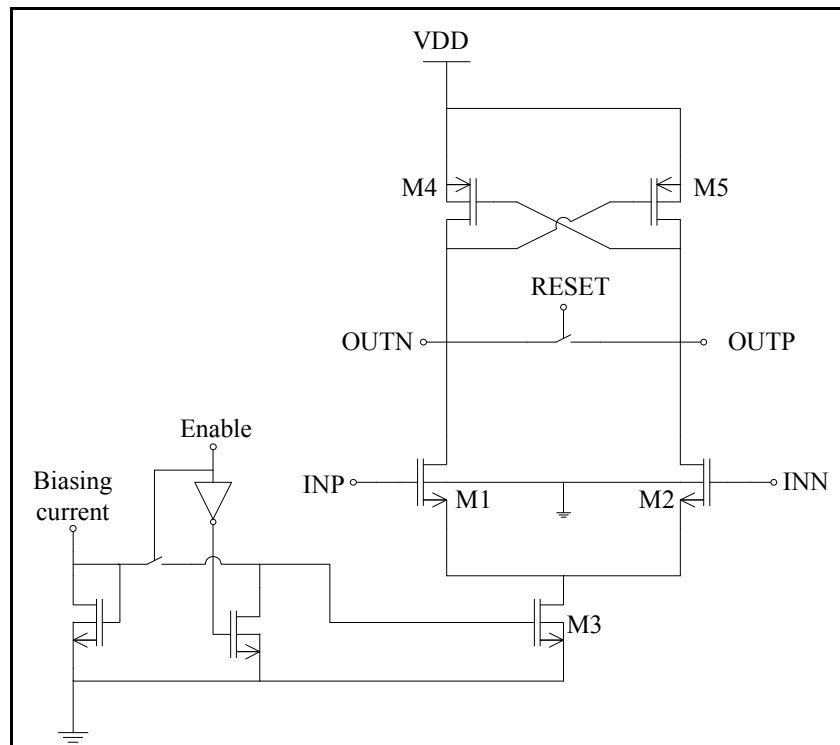 VDD
M4
M5
RESET
OUTN
OUTP
Enable
Biasing
current
INP
M1
M2
INN
M3